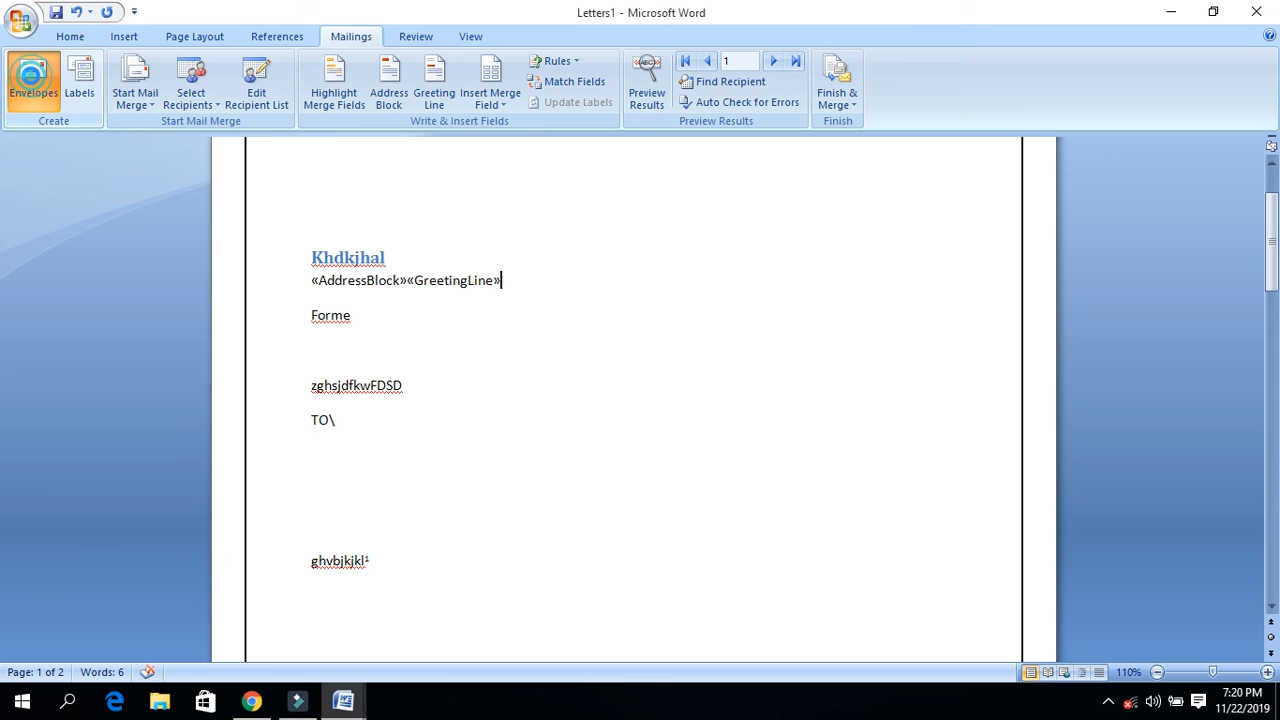 Letters1 - Microsoft Word
Home Insert Page Layout References Mailings Review View
Envelopes Labels Start Mail Merge Select Recipients Edit Recipient List Highlight Merge Fields Address Block Greeting Line Insert Merge Field Rules Match Fields Update Labels Preview Results 1 Find Recipient Auto Check for Errors Finish & Merge
Create Start Mail Merge Write & Insert Fields Preview Results Finish
Khdkjhal
«AddressBlock»«GreetingLine»
Forme
zghsjdfkwFDSD
TO\
ghvbjkjkl¹
Page: 1 of 2 Words: 6 110%
7:20 PM
11/22/2019